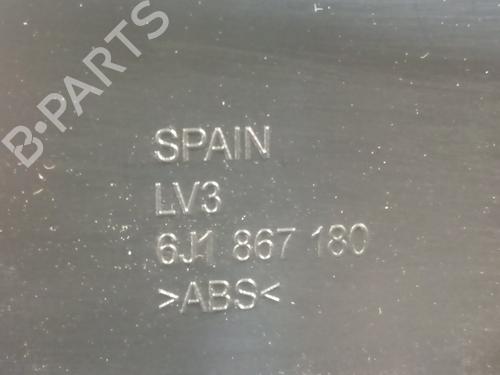 B-PARTS
SPAIN
LV3
6J1 867 180
>ABS<